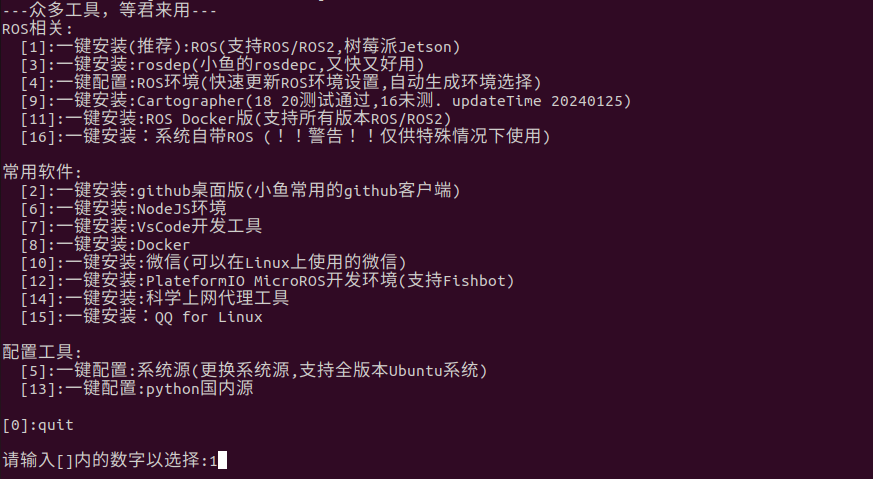 ---众多工具，等君来用---
ROS相关:
[1]:一键安装(推荐):ROS(支持ROS/ROS2,树莓派Jetson)
[3]:一键安装:rosdep(小鱼的rosdepc,又快又好用)
[4]:一键配置:ROS环境(快速更新ROS环境设置,自动生成环境选择)
[9]:一键安装:Cartographer(18 20测试通过,16未测. updateTime 20240125)
[11]:一键安装:ROS Docker版(支持所有版本ROS/ROS2)
[16]:一键安装：系统自带ROS (！！警告！！仅供特殊情况下使用)
常用软件:
[2]:一键安装:github桌面版(小鱼常用的github客户端)
[6]:一键安装:NodeJS环境
[7]:一键安装:VsCode开发工具
[8]:一键安装:Docker
[10]:一键安装:微信(可以在Linux上使用的微信)
[12]:一键安装:PlateformIO MicroROS开发环境(支持Fishbot)
[14]:一键安装:科学上网代理工具
[15]:一键安装：QQ for Linux
配置工具:
[5]:一键配置:系统源(更换系统源,支持全版本Ubuntu系统)
[13]:一键配置:python国内源
[0]:quit
请输入[]内的数字以选择:1